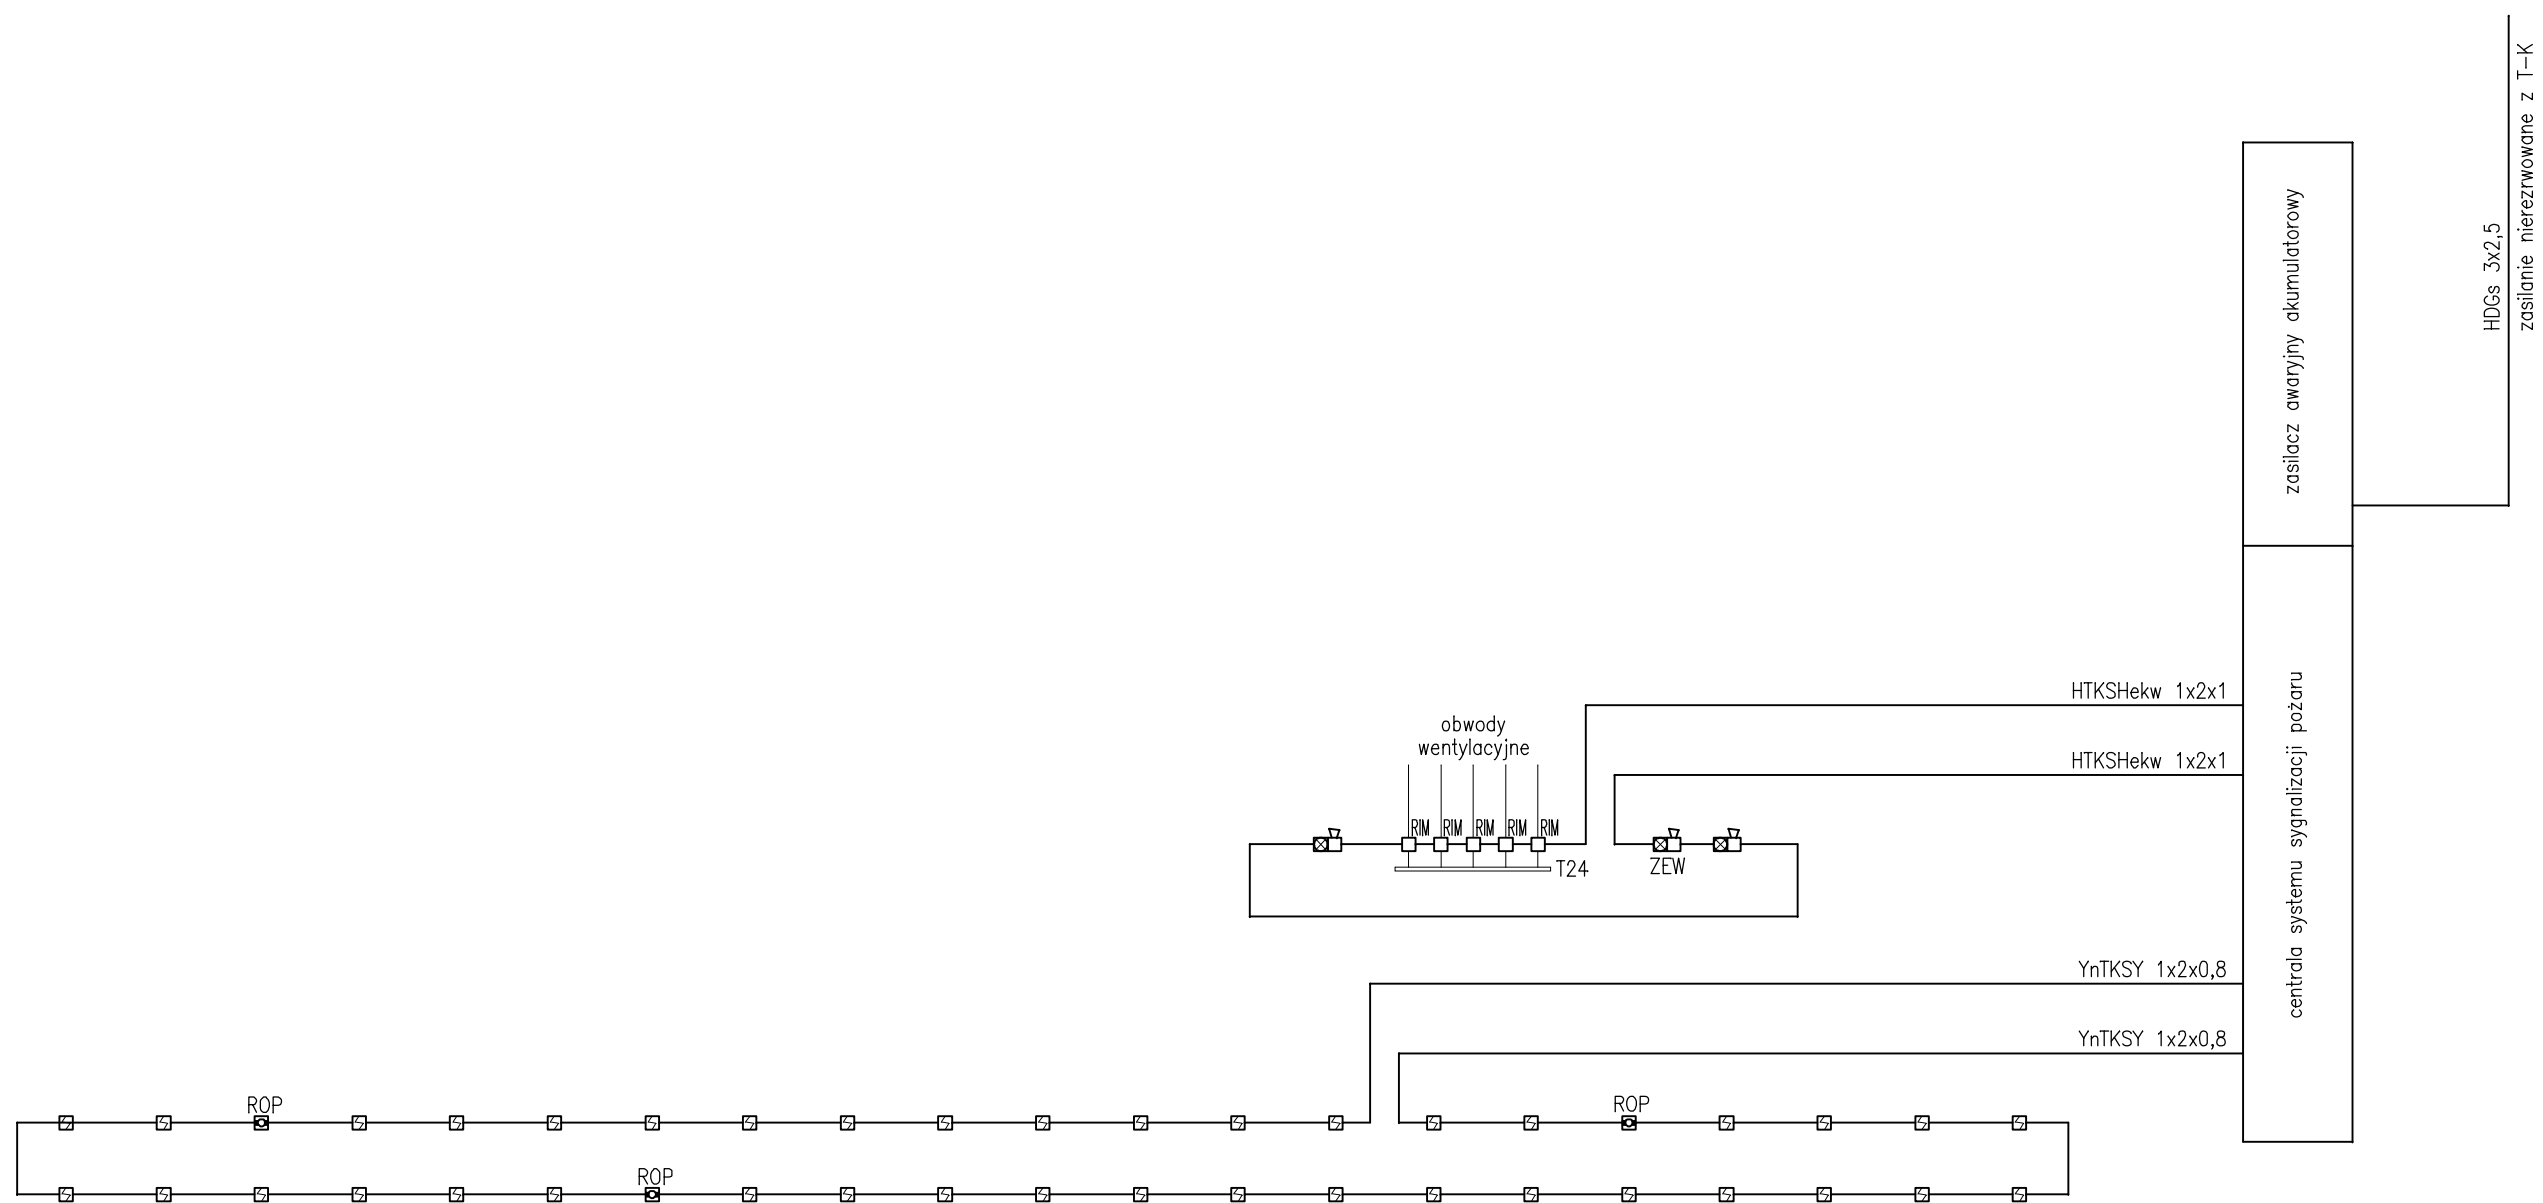 HDGs 3x2,5
zasilanie nierezrwowane z T-K
zasilacz awaryjny akumulatorowy
centrala systemu sygnalizacji pożaru
HTKSHekw 1x2x1
obwody
wentylacyjne
HTKSHekw 1x2x1
RIM RIM RIM RIM RIM
ZEW
T24
YnTKSY 1x2x0,8
YnTKSY 1x2x0,8
ROP
ROP
ROP